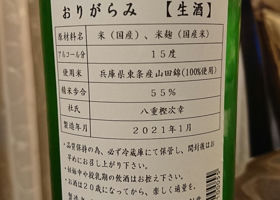 おりがらみ 【生酒】
原材料名 米(国産)、米麹(国産米)
アルコール分 15度
使用米 兵庫県東条産山田錦(100%使用)
精米歩合 55%
杜氏 八重樫次幸
製造年月 2021年1月
・品質保持の為、必ず冷蔵庫にて保管し、開封後はお
早めにお召し上がり下さい。
・妊娠中や授乳期の飲酒はお控え下さい。
・お酒は20歳になってから。楽しく適量を。